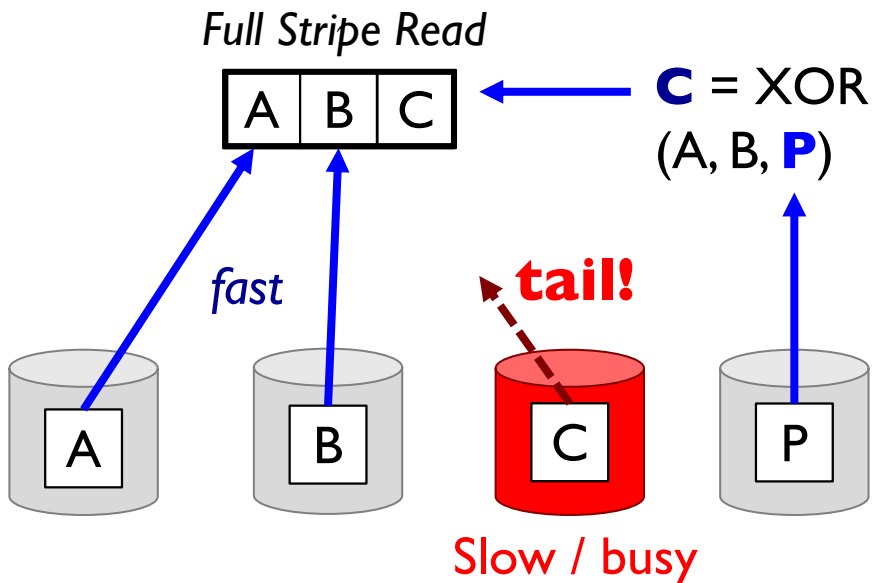 Full Stripe Read
A B C
C = XOR
(A, B, P)
fast
tail!
A
B
C
P
Slow / busy